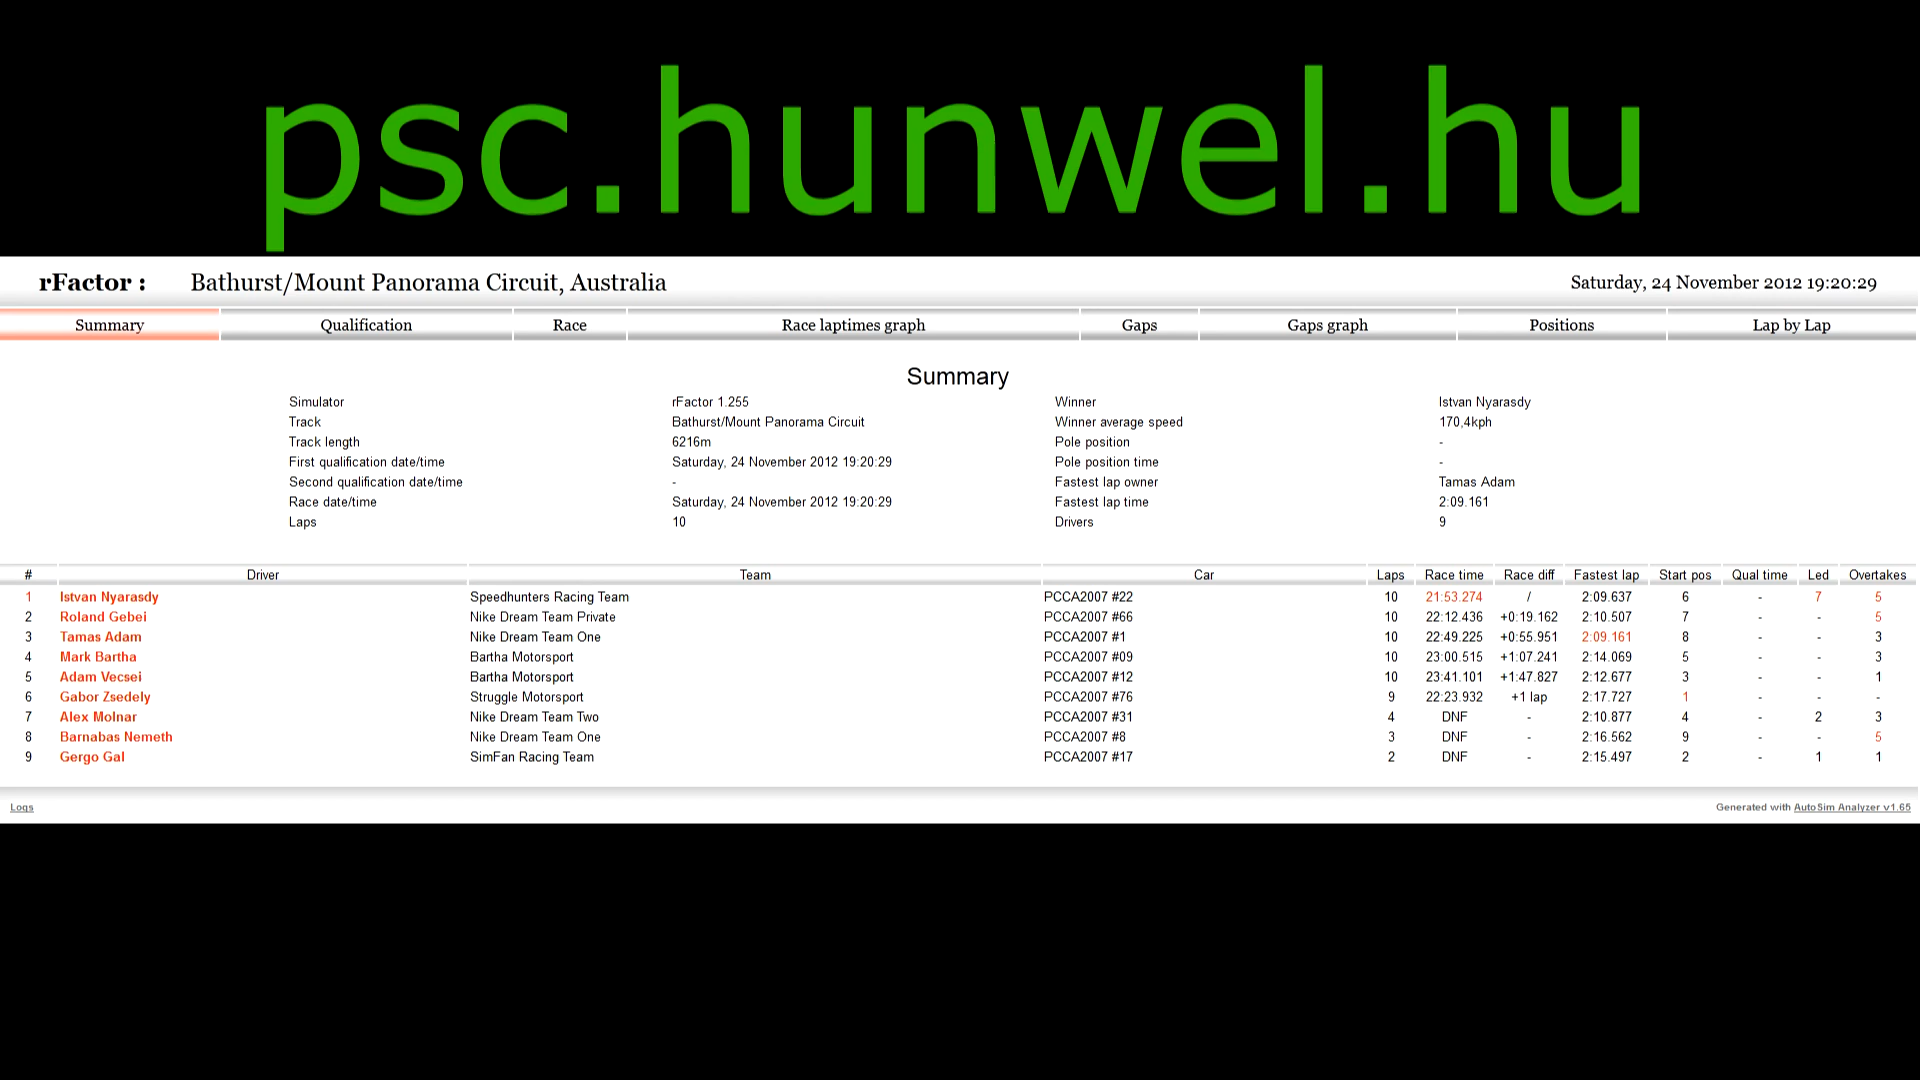 psc.hunwel.hu
rFactor : Bathurst/Mount Panorama Circuit, Australia Saturday, 24 November 2012 19:20:29
Summary Qualification Race Race laptimes graph Gaps Gaps graph Positions Lap by Lap
Summary
Simulator rFactor 1.255 Winner Istvan Nyarasdy
Track Bathurst/Mount Panorama Circuit Winner average speed 170,4kph
Track length 6216m Pole position -
First qualification date/time Saturday, 24 November 2012 19:20:29 Pole position time -
Second qualification date/time - Fastest lap owner Tamas Adam
Race date/time Saturday, 24 November 2012 19:20:29 Fastest lap time 2:09.161
Laps 10 Drivers 9
# Driver Team Car Laps Race time Race diff Fastest lap Start pos Qual time Led Overtakes
1 Istvan Nyarasdy Speedhunters Racing Team PCCA2007 #22 10 21:53.274 / 2:09.637 6 - 7 5
2 Roland Gebei Nike Dream Team Private PCCA2007 #66 10 22:12.436 +0:19.162 2:10.507 7 - - 5
3 Tamas Adam Nike Dream Team One PCCA2007 #1 10 22:49.225 +0:55.951 2:09.161 8 - - 3
4 Mark Bartha Bartha Motorsport PCCA2007 #09 10 23:00.515 +1:07.241 2:14.069 5 - - 3
5 Adam Vecsei Bartha Motorsport PCCA2007 #12 10 23:41.101 +1:47.827 2:12.677 3 - - 1
6 Gabor Zsedely Struggle Motorsport PCCA2007 #76 9 22:23.932 +1 lap 2:17.727 1 - - -
7 Alex Molnar Nike Dream Team Two PCCA2007 #31 4 DNF - 2:10.877 4 - 2 3
8 Barnabas Nemeth Nike Dream Team One PCCA2007 #8 3 DNF - 2:16.562 9 - - 5
9 Gergo Gal SimFan Racing Team PCCA2007 #17 2 DNF - 2:15.497 2 - 1 1
Logs Generated with AutoSim Analyzer v1.65